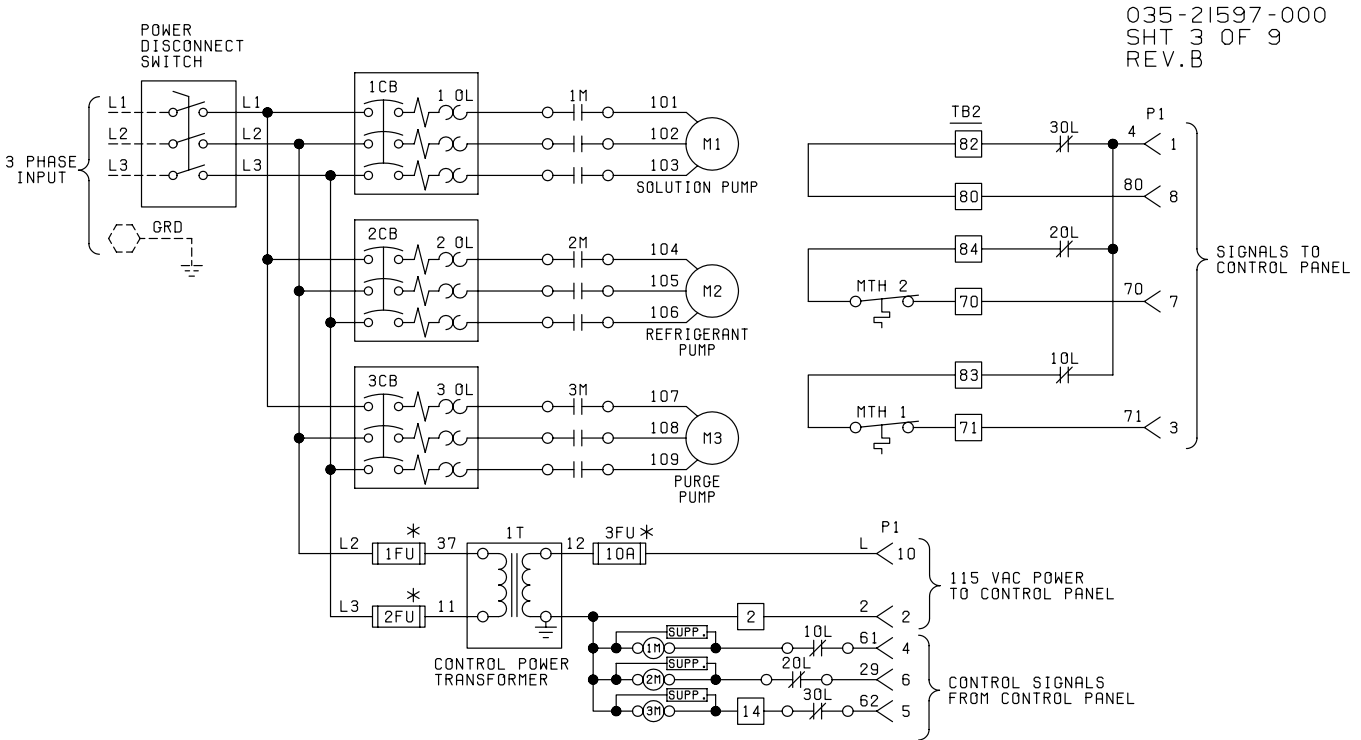 035-21597-000
SHT 3 OF 9
REV.B
POWER
DISCONNECT
SWITCH
3 PHASE
INPUT
L1
L2
L3
GRD
L1
L2
L3
1CB
1 OL
1M
101
102
103
M1
SOLUTION PUMP
2CB
2 OL
2M
104
105
106
M2
REFRIGERANT
PUMP
3CB
3 OL
3M
107
108
109
M3
PURGE
PUMP
TB2
P1
82
3OL
4
1
80
80
8
84
2OL
MTH 2
70
70
7
83
1OL
MTH 1
71
71
3
SIGNALS TO
CONTROL PANEL
L2
1FU
*
37
L3
2FU
*
11
1T
CONTROL POWER
TRANSFORMER
12
3FU *
10A
L
P1
10
2
2
2
115 VAC POWER
TO CONTROL PANEL
SUPP.
1M
1OL
61
4
SUPP.
2M
2OL
29
6
SUPP.
3M
14
3OL
62
5
CONTROL SIGNALS
FROM CONTROL PANEL